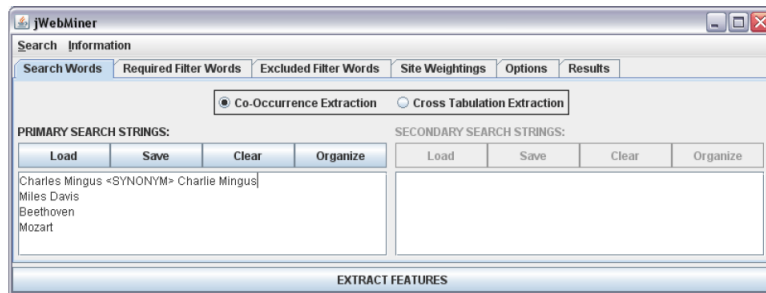 jWebMiner
Search Information
Search Words Required Filter Words Excluded Filter Words Site Weightings Options Results
Co-Occurrence Extraction Cross Tabulation Extraction
PRIMARY SEARCH STRINGS: SECONDARY SEARCH STRINGS:
Load Save Clear Organize Load Save Clear Organize
Charles Mingus <SYNONYM> Charlie Mingus
Miles Davis
Beethoven
Mozart
EXTRACT FEATURES